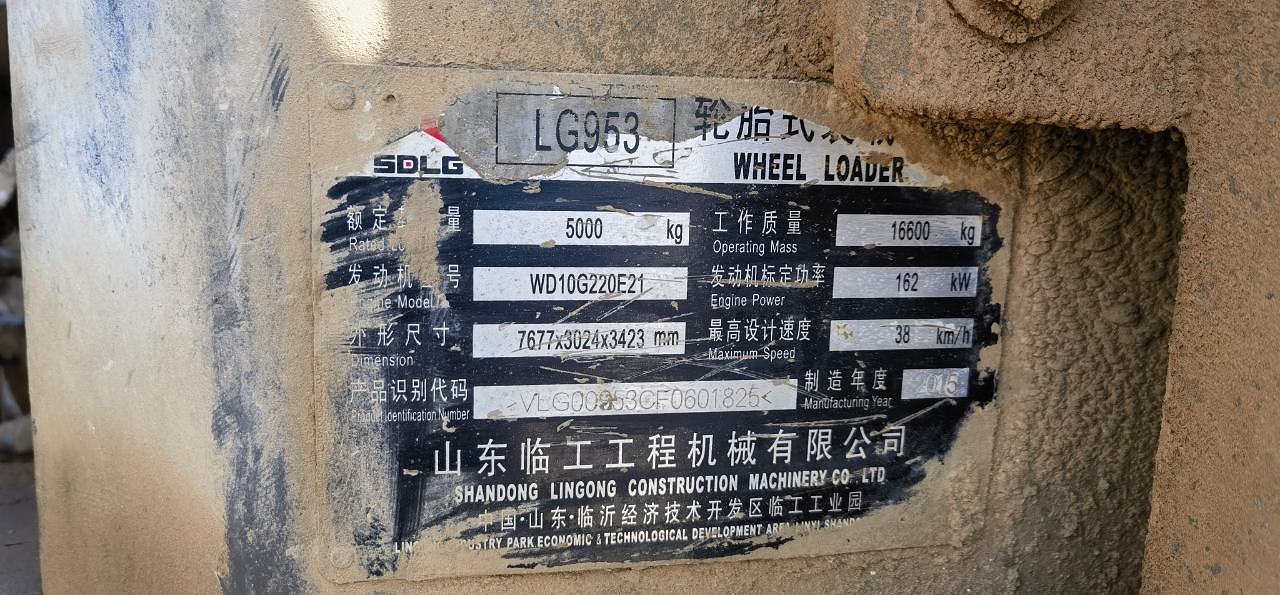 LG953 轮胎式装
SDLG WHEEL LOADER
额定 量 5000 kg 工作质量 16600 kg
Rated Operating Mass
发动机 号 WD10G220E21 发动机标定功率 162 kW
Model Engine Power
外形尺寸 7677x3024x3423 mm 最高设计速度 38 km/h
Dimension Maximum Speed
产品识别代码 制造年度
Product Identification Number Manufacturing Year
山东临工工程机械有限公司
SHANDONG LINGONG CONSTRUCTION MACHINERY CO., LTD
中国·山东·临沂经济技术开发区临工工业园
PARK ECONOMIC & TECHNOLOGICAL DEVELOPMENT AREA LINYI